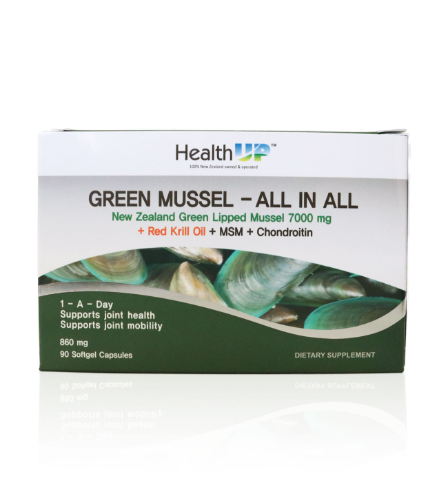 HealthUP™
100% New Zealand owned & operated
GREEN MUSSEL – ALL IN ALL
New Zealand Green Lipped Mussel 7000 mg
+ Red Krill Oil + MSM + Chondroitin
1 – A – Day
Supports joint health
Supports joint mobility
860 mg
90 Softgel Capsules
DIETARY SUPPLEMENT